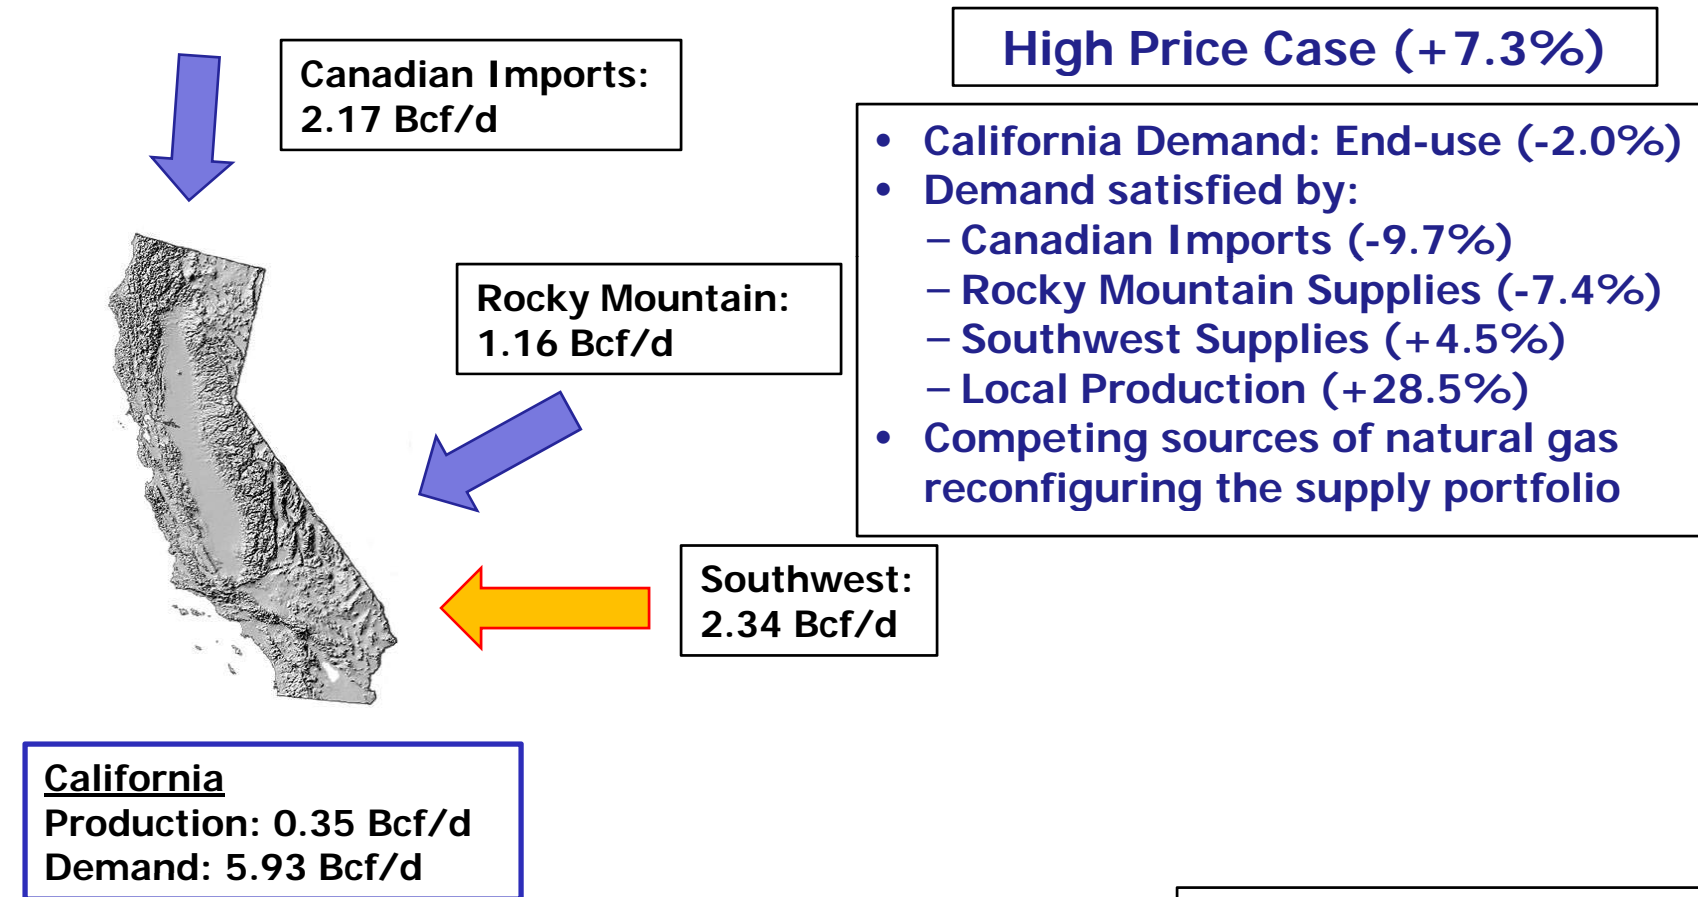 High Price Case (+7.3%)
Canadian Imports:
2.17 Bcf/d
• California Demand: End-use (-2.0%)
• Demand satisfied by:
– Canadian Imports (-9.7%)
– Rocky Mountain Supplies (-7.4%)
– Southwest Supplies (+4.5%)
– Local Production (+28.5%)
• Competing sources of natural gas
reconfiguring the supply portfolio
Rocky Mountain:
1.16 Bcf/d
Southwest:
2.34 Bcf/d
California
Production: 0.35 Bcf/d
Demand: 5.93 Bcf/d